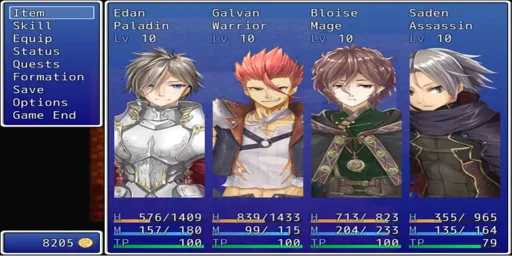 Item
Skill
Equip
Status
Quests
Formation
Save
Options
Game End
Edan
Paladin
Lv 10
H 576/1409
M 157/ 180
TP 100
Galvan
Warrior
Lv 10
H 839/1433
M 99/ 115
TP 100
Bloise
Mage
Lv 10
H 713/ 823
M 204/ 233
TP 100
Saden
Assassin
Lv 10
H 355/ 965
M 135/ 164
TP 79
8205